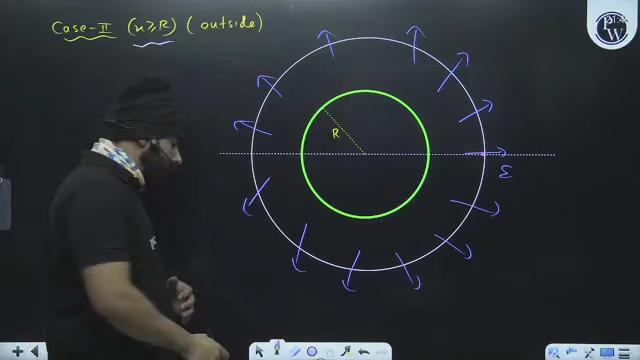 Case-II (x ≥ R) (outside)
R
ε